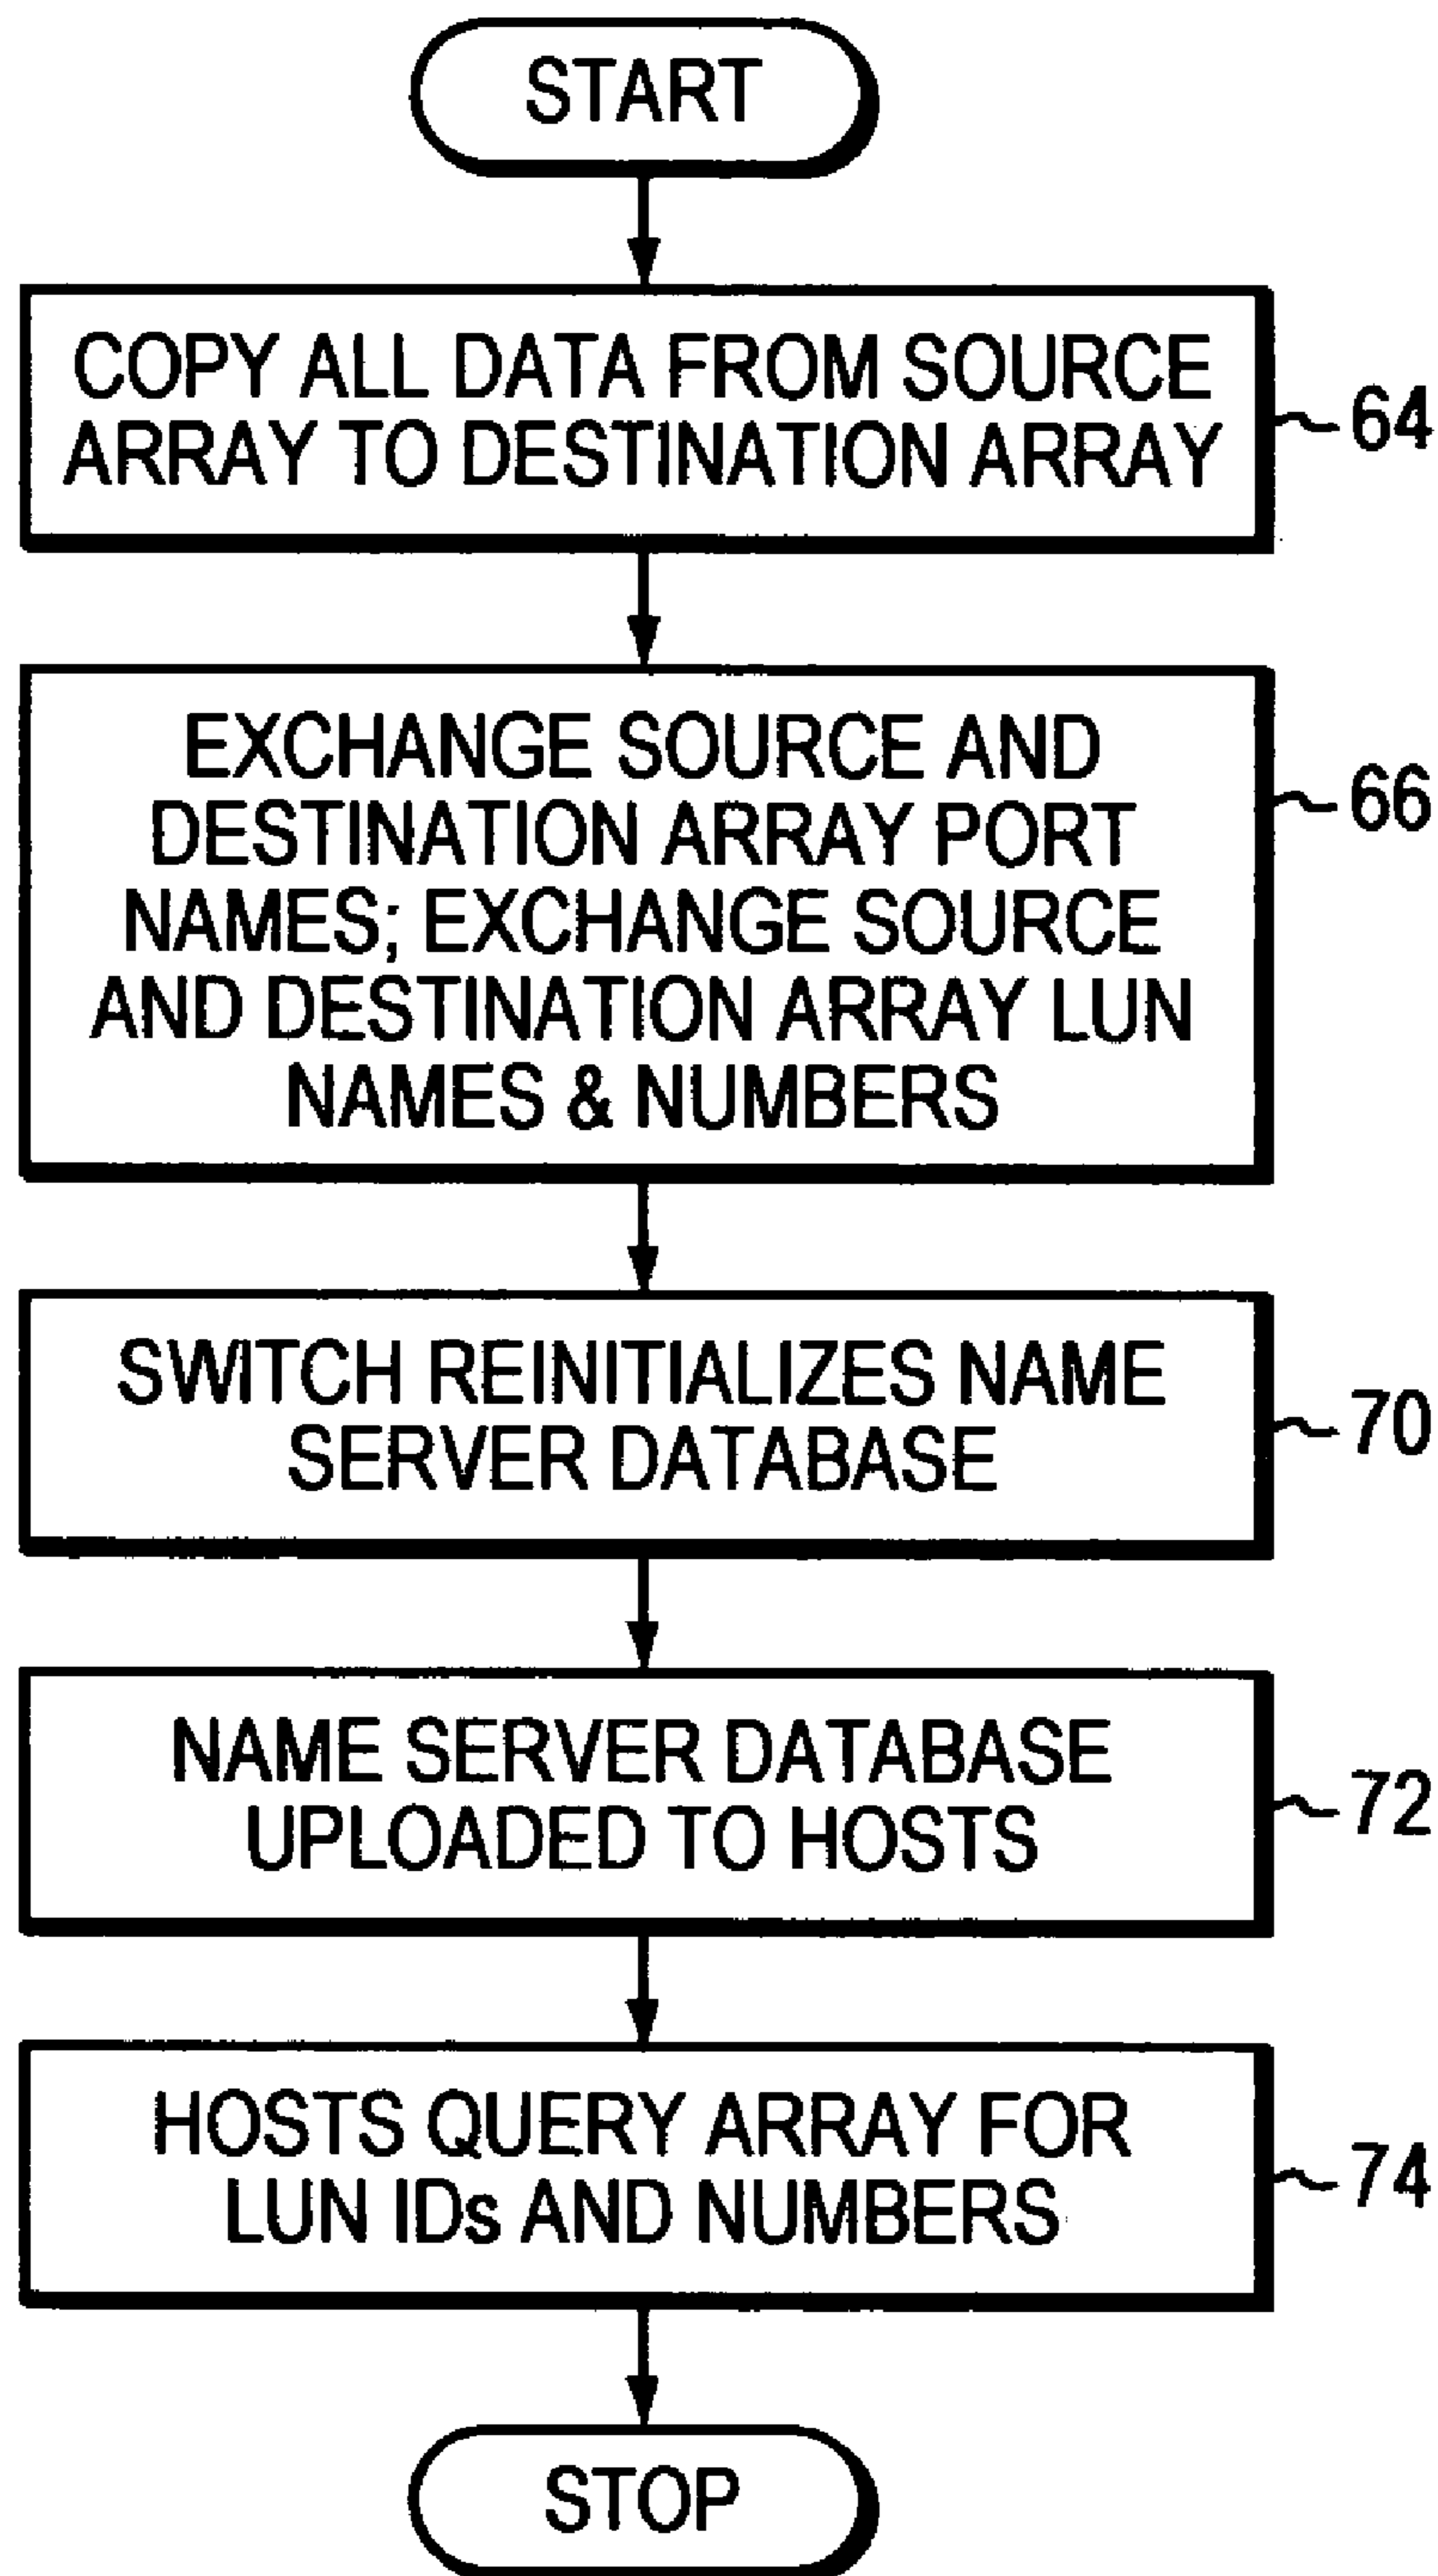 START
COPY ALL DATA FROM SOURCE
ARRAY TO DESTINATION ARRAY
64
EXCHANGE SOURCE AND
DESTINATION ARRAY PORT
NAMES; EXCHANGE SOURCE
AND DESTINATION ARRAY LUN
NAMES & NUMBERS
66
SWITCH REINITIALIZES NAME
SERVER DATABASE
70
NAME SERVER DATABASE
UPLOADED TO HOSTS
72
HOSTS QUERY ARRAY FOR
LUN IDs AND NUMBERS
74
STOP